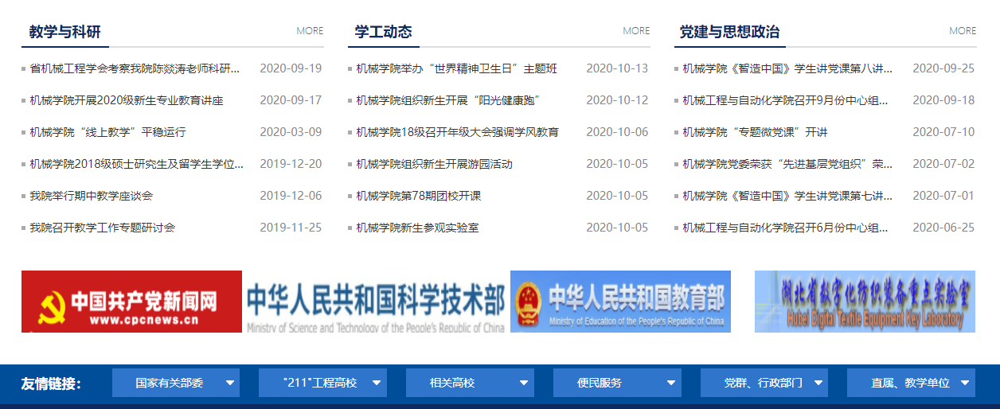 教学与科研 MORE
省机械工程学会考察我院陈燚涛老师科研... 2020-09-19
机械学院开展2020级新生专业教育讲座 2020-09-17
机械学院“线上教学”平稳运行 2020-03-09
机械学院2018级硕士研究生及留学生学位... 2019-12-20
我院举行期中教学座谈会 2019-12-06
我院召开教学工作专题研讨会 2019-11-25
学工动态 MORE
机械学院举办“世界精神卫生日”主题班 2020-10-13
机械学院组织新生开展“阳光健康跑” 2020-10-12
机械学院18级召开年级大会强调学风教育 2020-10-06
机械学院组织新生开展游园活动 2020-10-05
机械学院第78期团校开课 2020-10-05
机械学院新生参观实验室 2020-10-05
党建与思想政治 MORE
机械学院《智造中国》学生讲党课第八讲... 2020-09-25
机械工程与自动化学院召开9月份中心组... 2020-09-18
机械学院“专题微党课”开讲 2020-07-10
机械学院党委荣获“先进基层党组织”荣... 2020-07-02
机械学院《智造中国》学生讲党课第七讲... 2020-07-01
机械工程与自动化学院召开6月份中心组... 2020-06-25
中国共产党新闻网
www.cpcnews.cn
中华人民共和国科学技术部
Ministry of Science and Technology of the People's Republic of China
中华人民共和国教育部
Ministry of Education of the People's Republic of China
湖北省数字化纺织装备重点实验室
Hubei Digital Textile Equipment Key Laboratory
友情链接： 国家有关部委 "211"工程高校 相关高校 便民服务 党群、行政部门 直属、教学单位